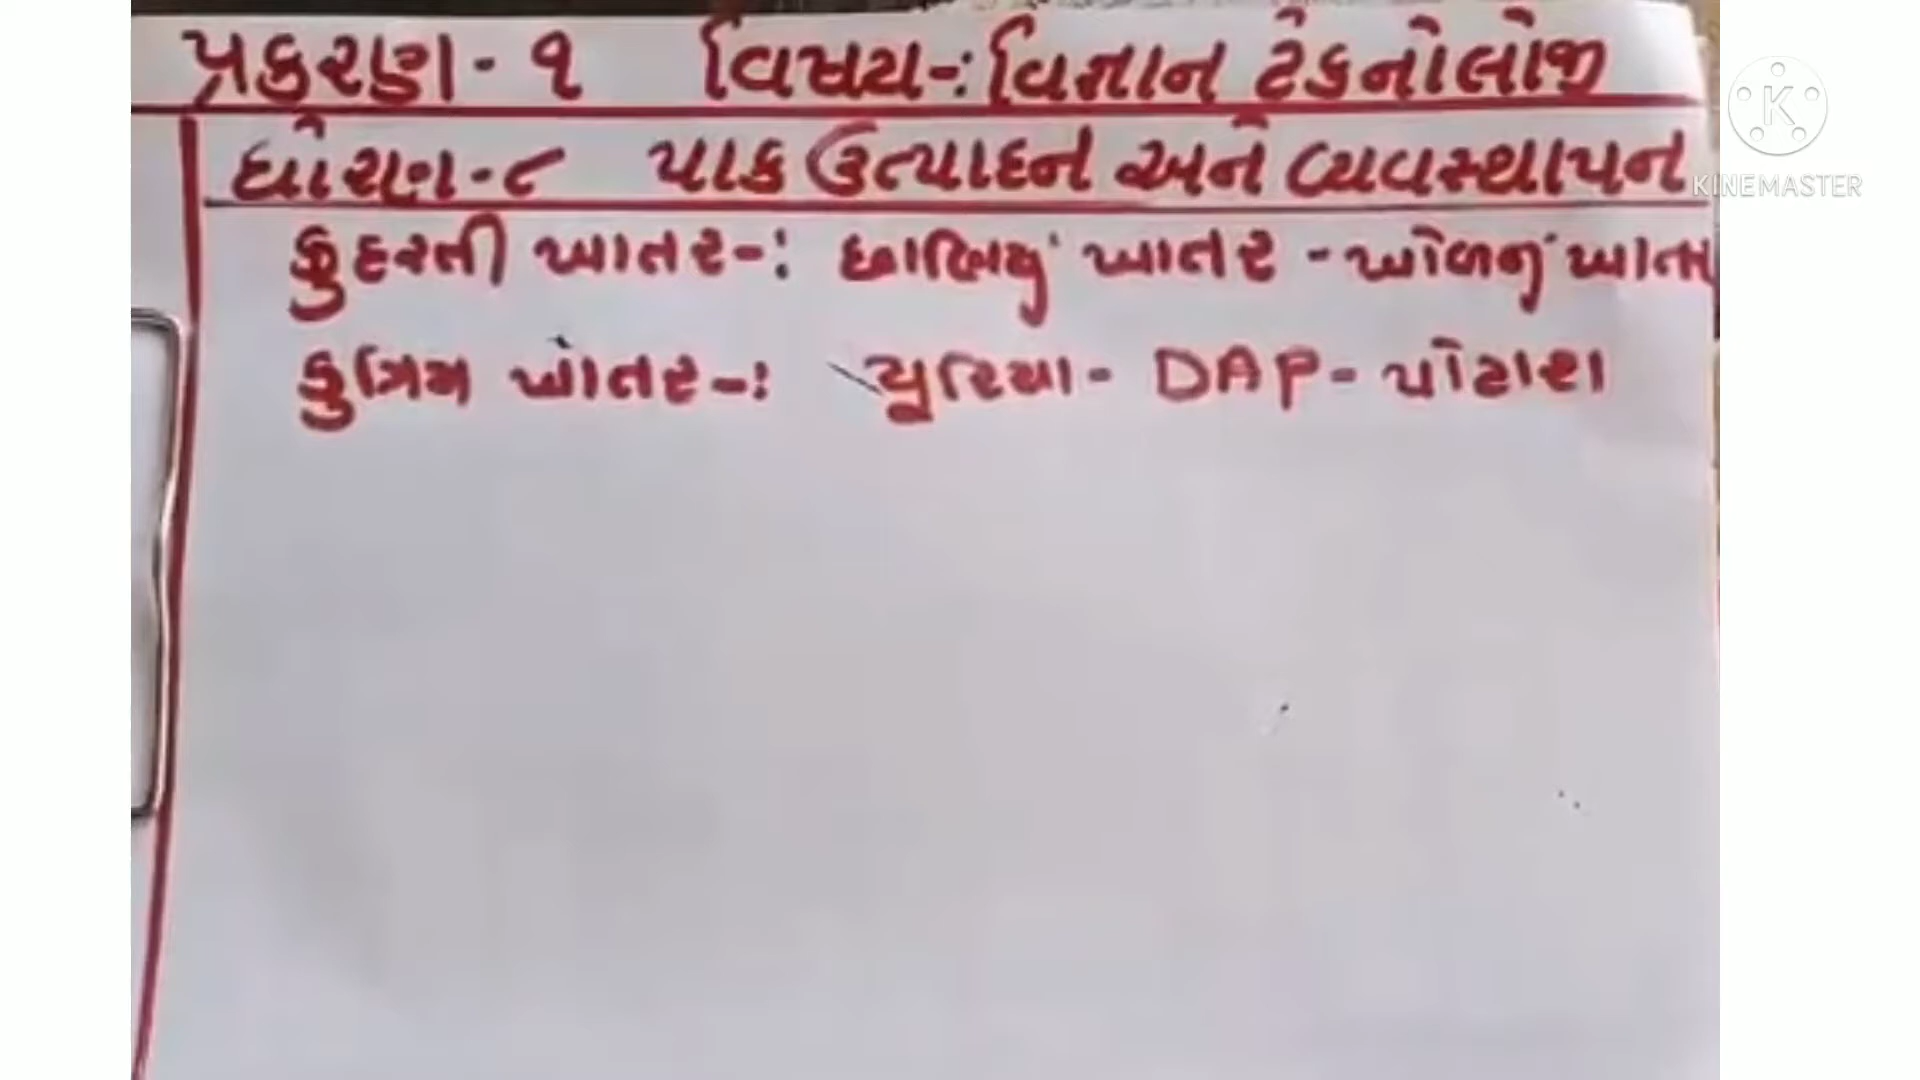 પ્રકરણ - ૧ વિષય-: વિજ્ઞાન ટેકનોલોજી
ધોરણ-૮ પાક ઉત્પાદન અને વ્યવસ્થાપન
કુદરતી ખાતર-: છાણિયું ખાતર - ખોળનું ખાતર
કુત્રિમ ખાતર-: યુરિયા - DAP - પોટાશ
K
KINEMASTER